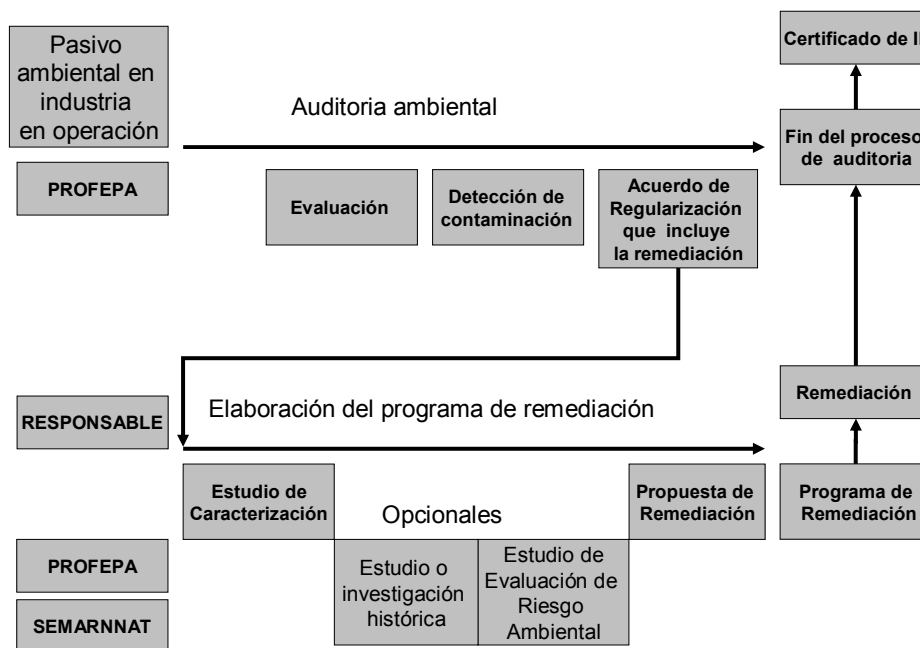 Pasivo
ambiental en
industria
en operación
Certificado de II
Auditoria ambiental
Fin del proceso
de auditoria
PROFEPA
Evaluación
Detección de
contaminación
Acuerdo de
Regularización
que incluye
la remediación
Remediación
RESPONSABLE
Elaboración del programa de remediación
Estudio de
Caracterización
Opcionales
Propuesta de
Remediación
Programa de
Remediación
PROFEPA
Estudio o
investigación
histórica
Estudio de
Evaluación de
Riesgo
Ambiental
SEMARNNAT